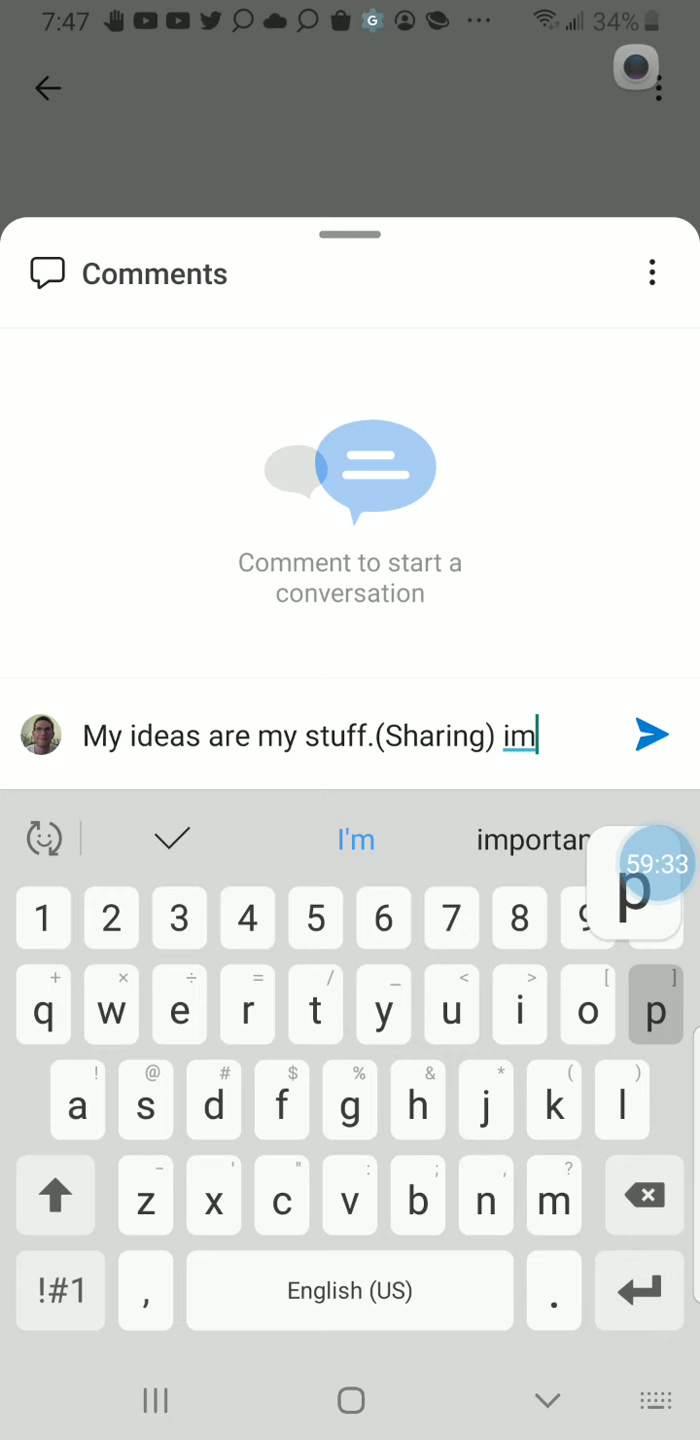 7:47 G 34%
Comments
Comment to start a
conversation
My ideas are my stuff.(Sharing) im
I'm importan
59:33
p
1 2 3 4 5 6 7 8 9
+ × ÷ = / _ < > [ ]
q w e r t y u i o p
! @ # $ % & * ( )
a s d f g h j k l
- ' " : ; , ?
z x c v b n m
!#1 , English (US) .